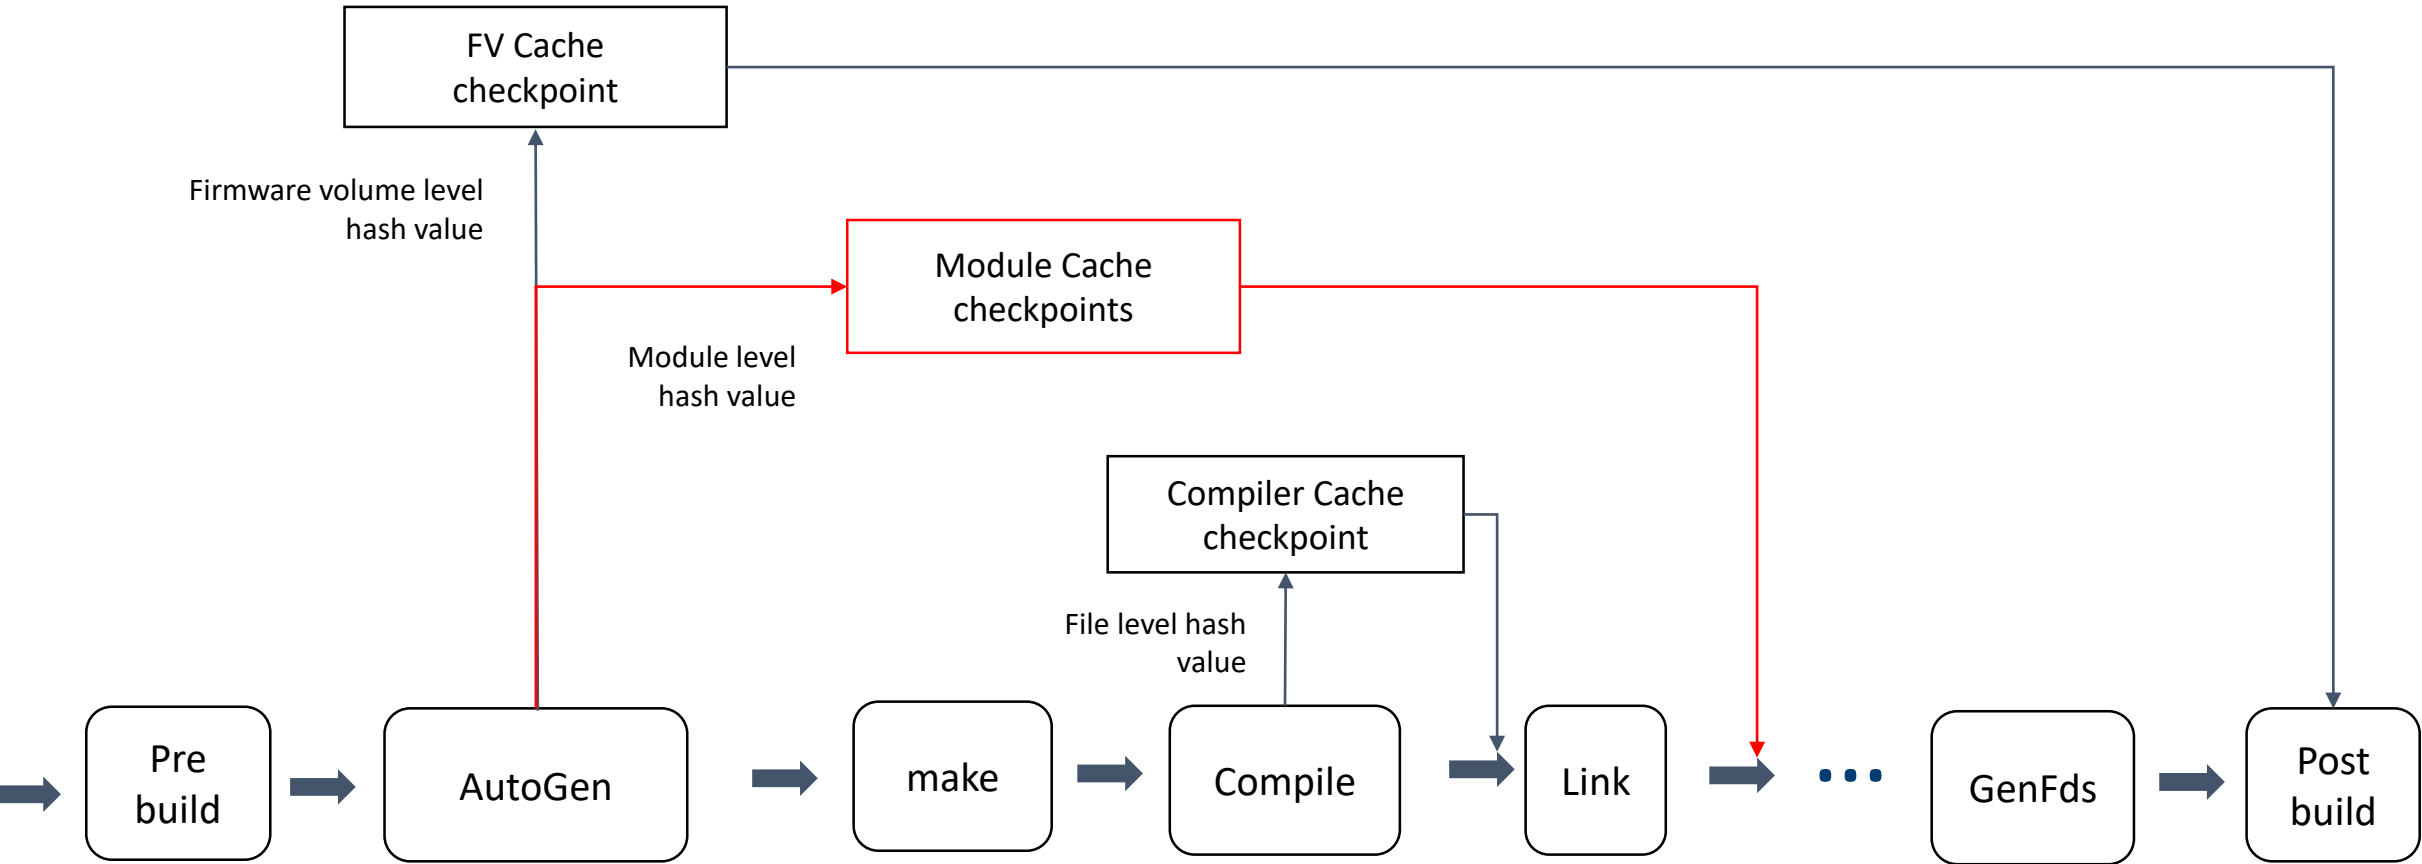 FV Cache
checkpoint
Firmware volume level
hash value
Module Cache
checkpoints
Module level
hash value
Compiler Cache
checkpoint
File level hash
value
Pre
build
AutoGen
make
Compile
Link
...
GenFds
Post
build